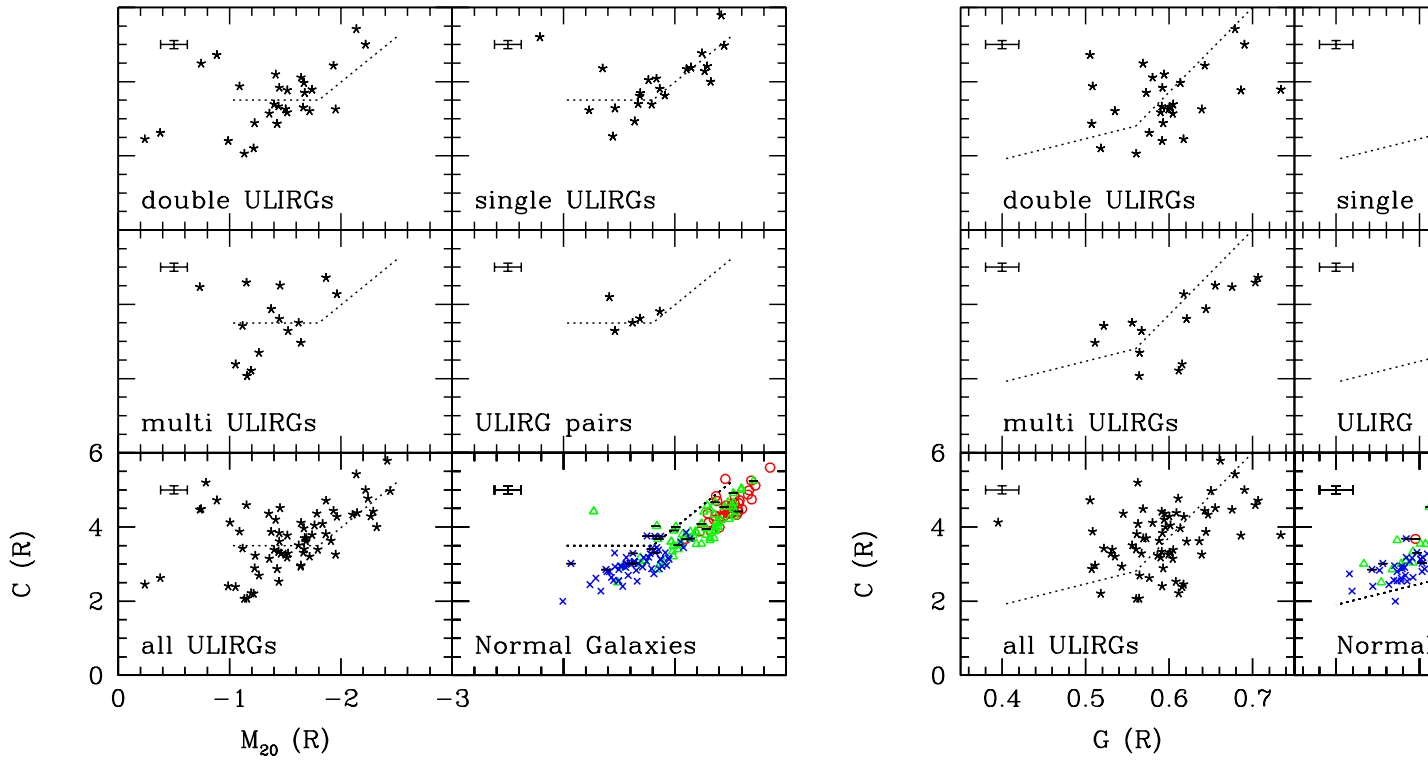 double ULIRGs
single ULIRGs
double ULIRGs
single
multi ULIRGs
ULIRG pairs
multi ULIRGs
ULIRG
6
4
2
0
C (R)
all ULIRGs
Normal Galaxies
6
4
2
0
C (R)
all ULIRGs
Normal
0 −1 −2 −3
M20 (R)
0.4 0.5 0.6 0.7
G (R)